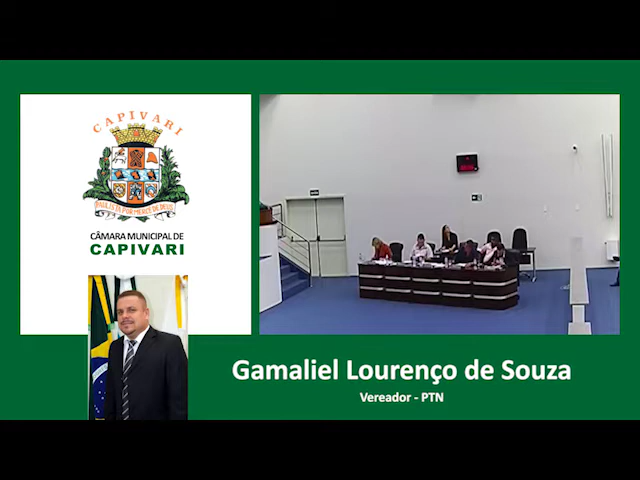 CAPIVARI
PAULISTA POR MERCÊ DE DEUS
CÂMARA MUNICIPAL DE
CAPIVARI
Gamaliel Lourenço de Souza
Vereador - PTN